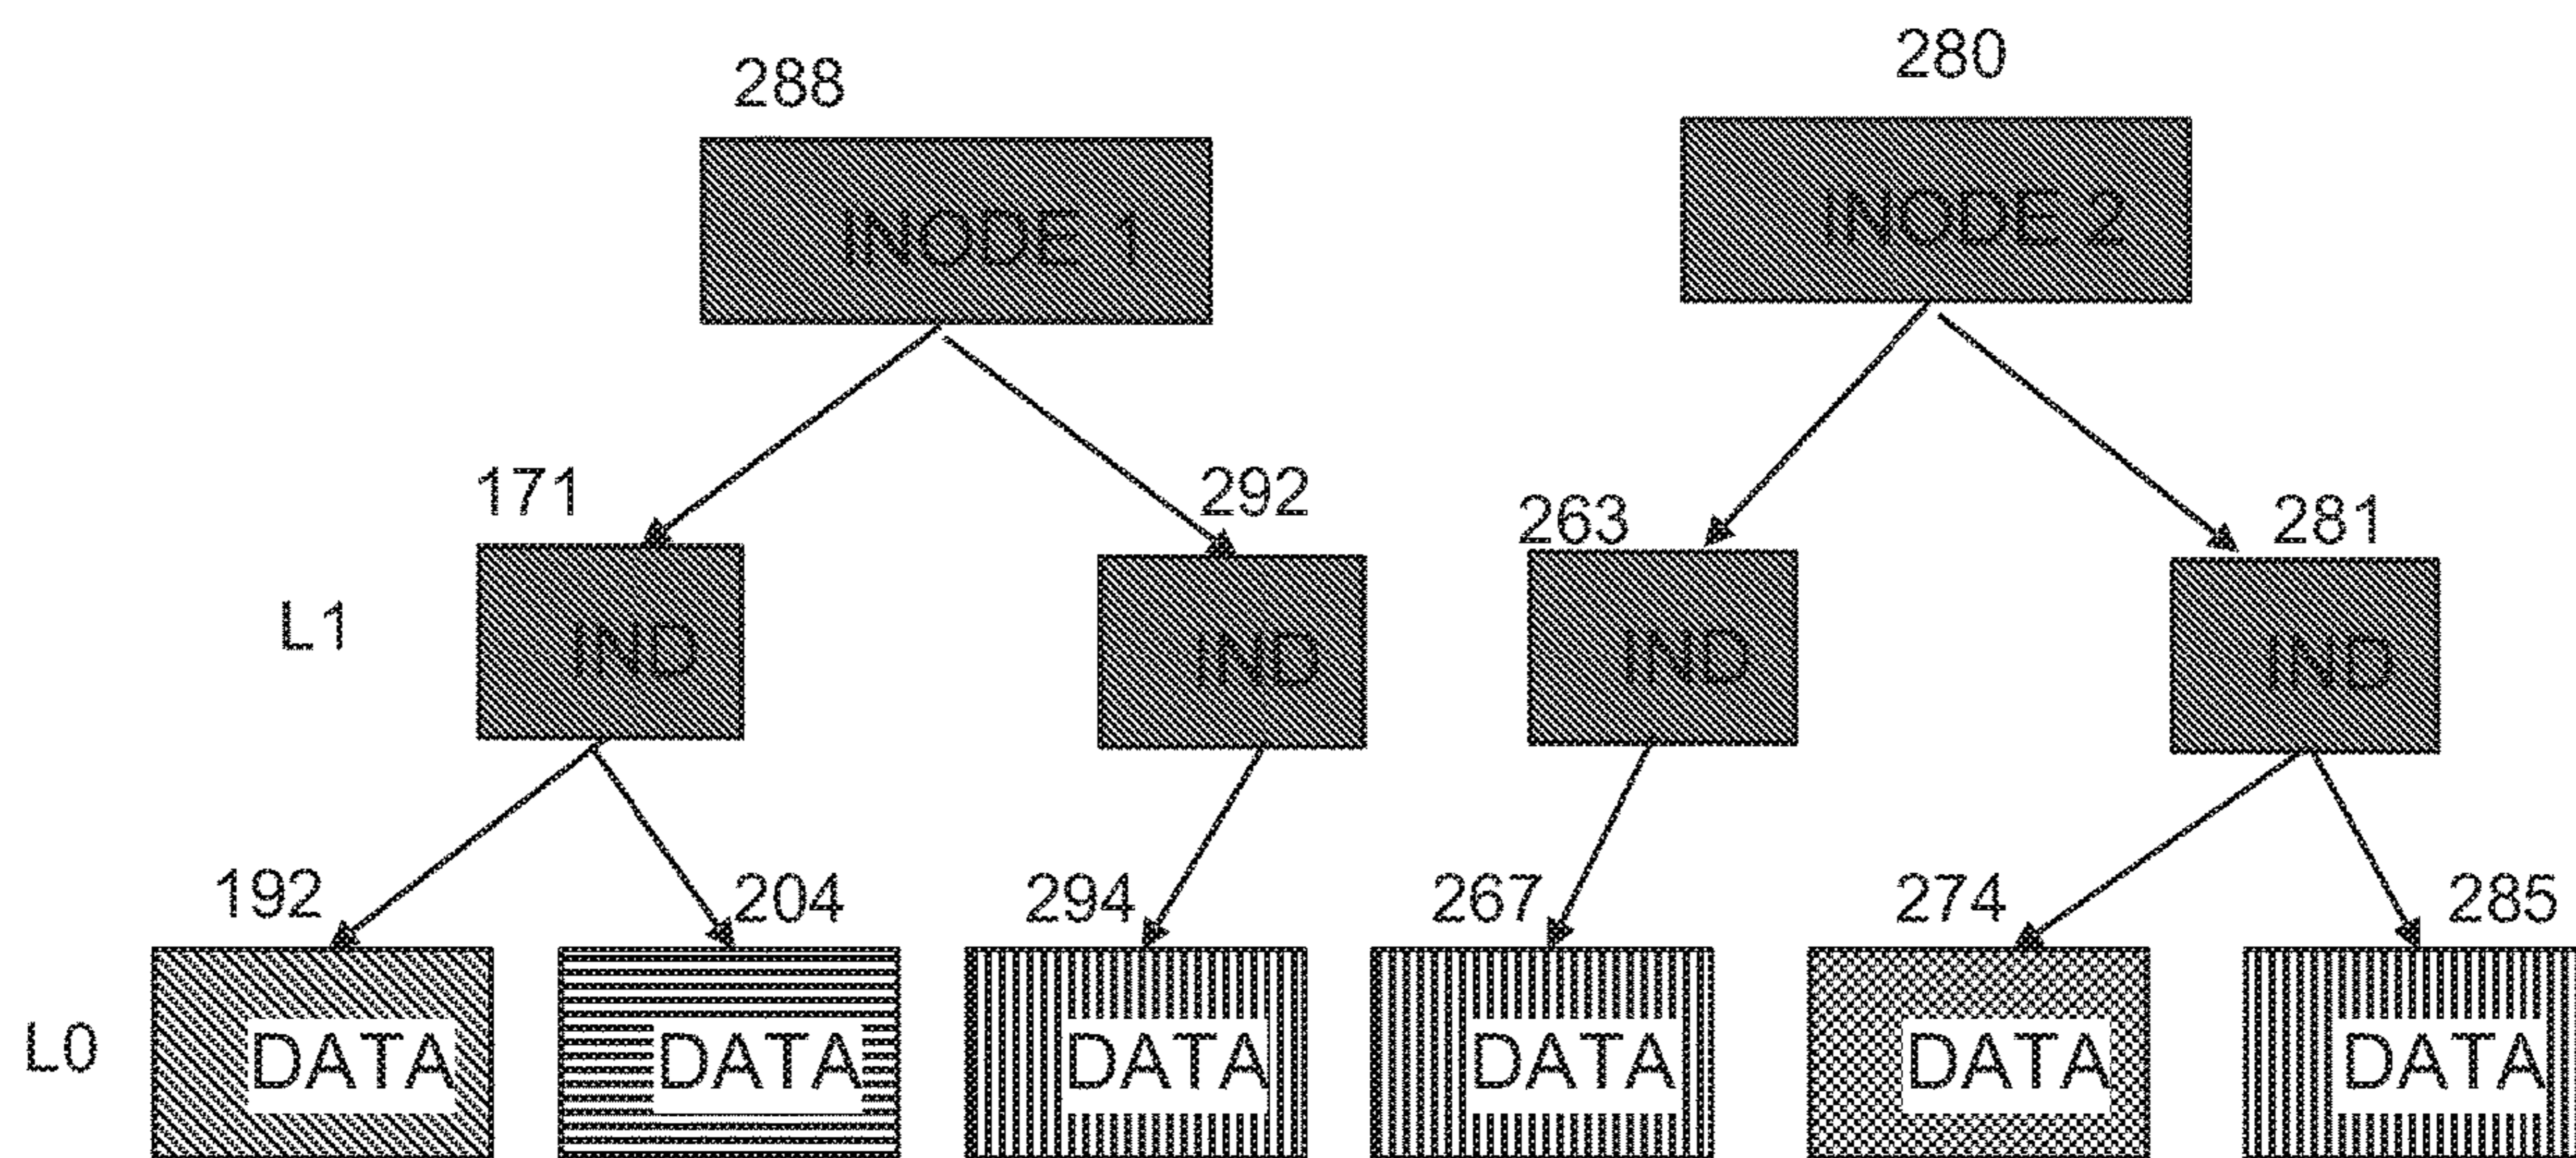 288 280
INODE 1 INODE 2
171 292 263 281
L1 IND IND IND IND
192 204 294 267 274 285
L0 DATA DATA DATA DATA DATA DATA